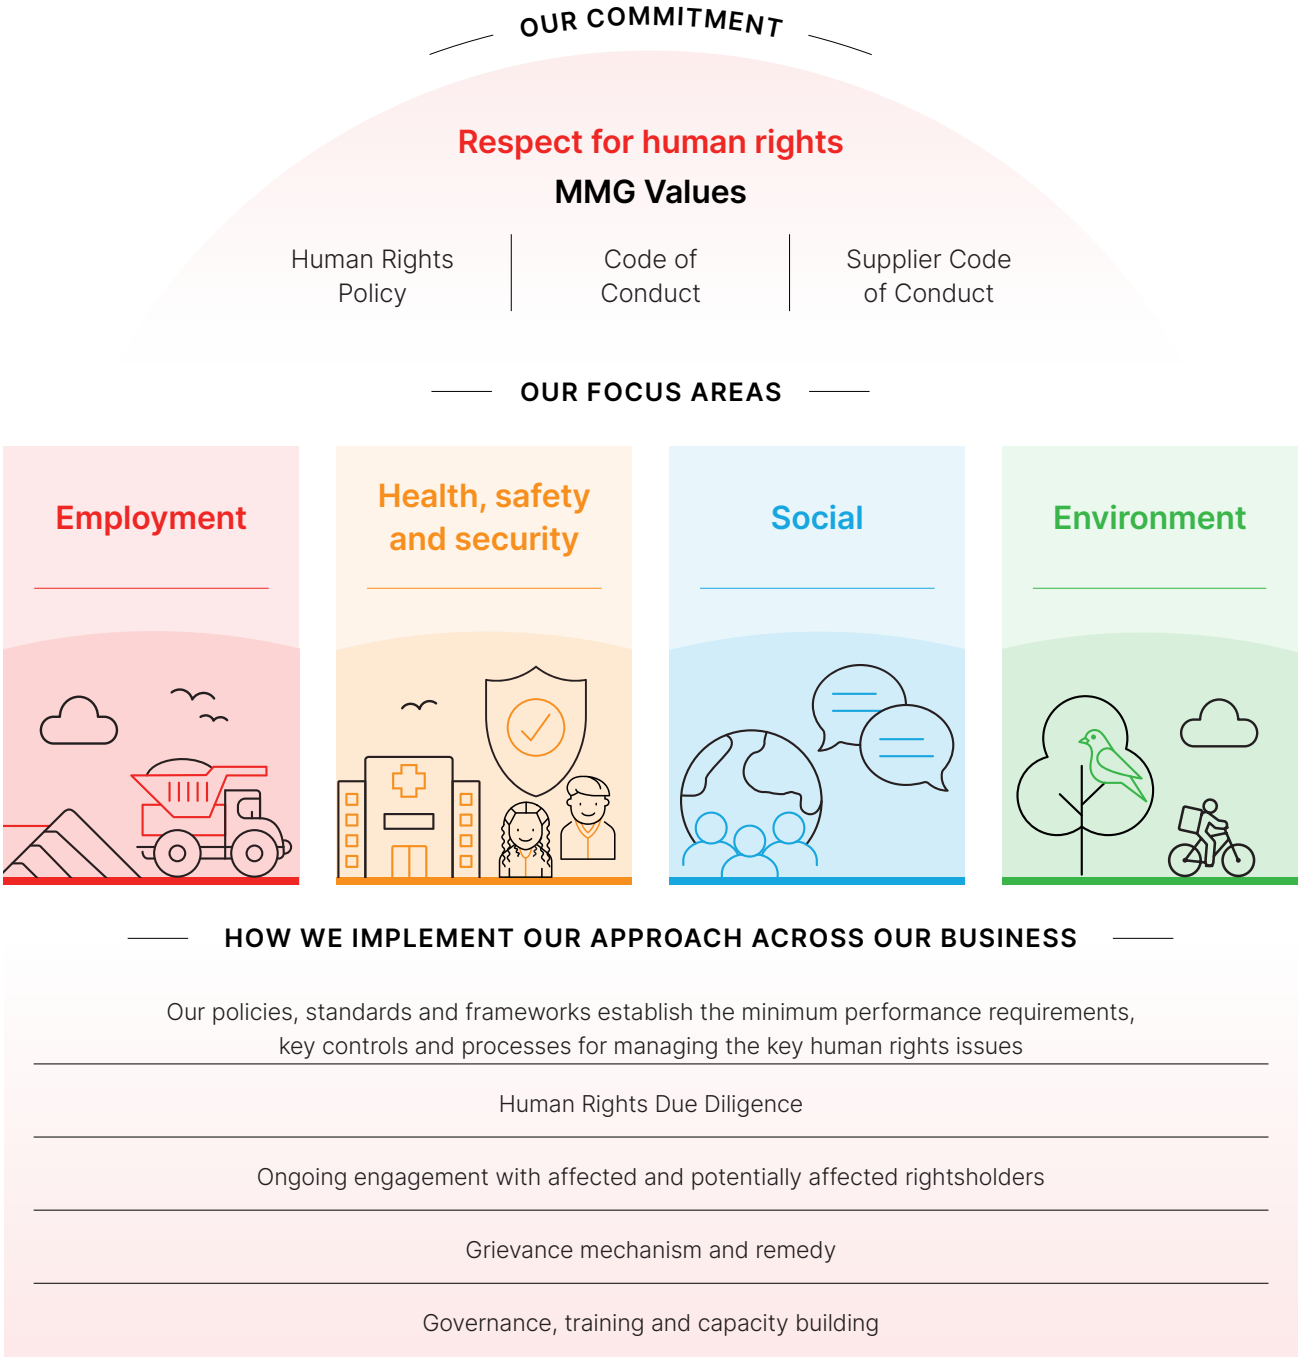 OUR COMMITMENT
Respect for human rights
MMG Values
Human Rights
Policy
Code of
Conduct
Supplier Code
of Conduct
OUR FOCUS AREAS
Employment
Health, safety
and security
Social
Environment
HOW WE IMPLEMENT OUR APPROACH ACROSS OUR BUSINESS
Our policies, standards and frameworks establish the minimum performance requirements,
key controls and processes for managing the key human rights issues
Human Rights Due Diligence
Ongoing engagement with affected and potentially affected rightsholders
Grievance mechanism and remedy
Governance, training and capacity building